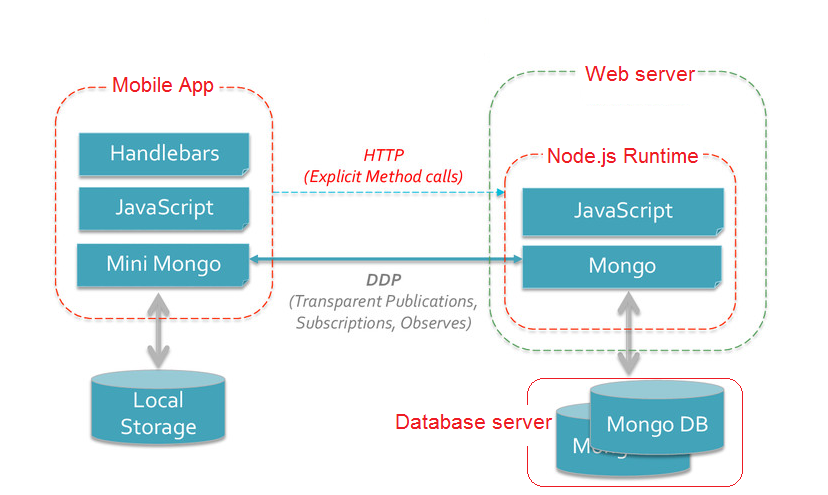 Mobile App
Handlebars
JavaScript
Mini Mongo
Local
Storage
HTTP
(Explicit Method calls)
DDP
(Transparent Publications,
Subscriptions, Observes)
Web server
Node.js Runtime
JavaScript
Mongo
Database server
Mongo DB